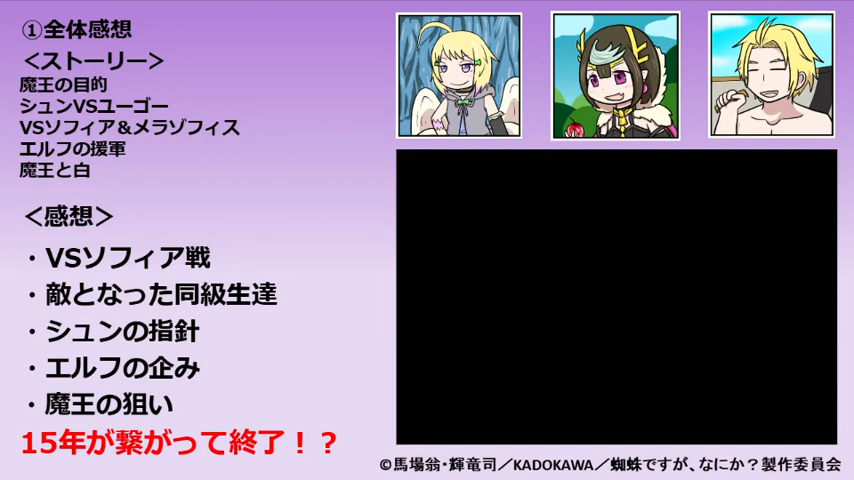 ①全体感想
＜ストーリー＞
魔王の目的
シュンVSユーゴー
VSソフィア＆メラゾフィス
エルフの援軍
魔王と白
＜感想＞
・VSソフィア戦
・敵となった同級生達
・シュンの指針
・エルフの企み
・魔王の狙い
15年が繋がって終了！？
©馬場翁・輝竜司／KADOKAWA／蜘蛛ですが、なにか？製作委員会